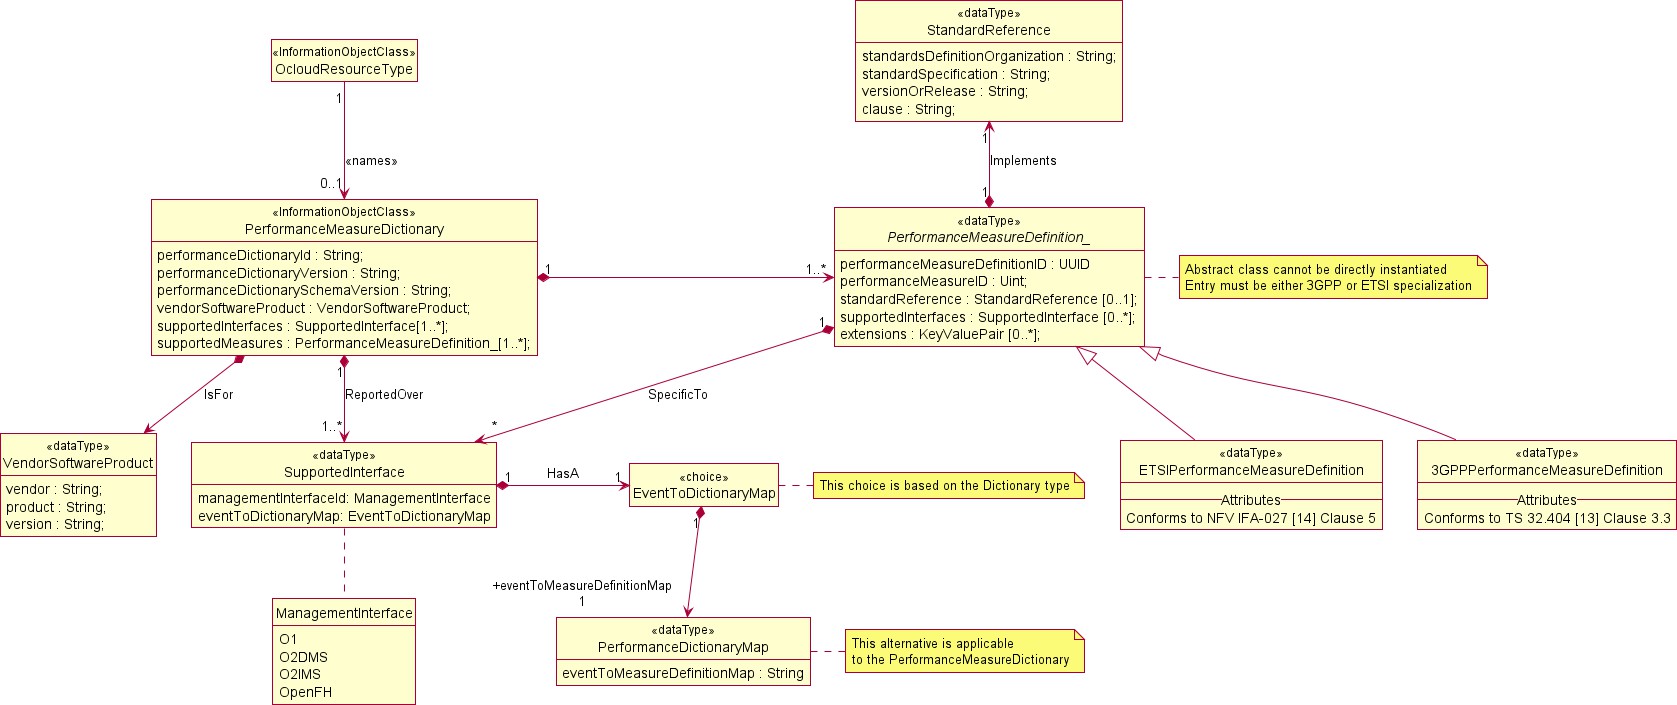 «InformationObjectClass»
OcloudResourceType
1
«names»
0..1
«dataType»
StandardReference
standardsDefinitionOrganization : String;
standardSpecification : String;
versionOrRelease : String;
clause : String;
1
Implements
1
«InformationObjectClass»
PerformanceMeasureDictionary
performanceDictionaryId : String;
performanceDictionaryVersion : String;
performanceDictionarySchemaVersion : String;
vendorSoftwareProduct : VendorSoftwareProduct;
supportedInterfaces : SupportedInterface[1..*];
supportedMeasures : PerformanceMeasureDefinition_[1..*];
1
1..*
«dataType»
PerformanceMeasureDefinition_
performanceMeasureDefinitionID : UUID
performanceMeasureID : Uint;
standardReference : StandardReference [0..1];
supportedInterfaces : SupportedInterface [0..*];
extensions : KeyValuePair [0..*];
Abstract class cannot be directly instantiated
Entry must be either 3GPP or ETSI specialization
IsFor
1
ReportedOver
1..*
1
SpecificTo
*
«dataType»
VendorSoftwareProduct
vendor : String;
product : String;
version : String;
«dataType»
SupportedInterface
managementInterfaceId: ManagementInterface
eventToDictionaryMap: EventToDictionaryMap
1
HasA
1
«choice»
EventToDictionaryMap
This choice is based on the Dictionary type
«dataType»
ETSIPerformanceMeasureDefinition
Attributes
Conforms to NFV IFA-027 [14] Clause 5
«dataType»
3GPPPerformanceMeasureDefinition
Attributes
Conforms to TS 32.404 [13] Clause 3.3
1
+eventToMeasureDefinitionMap
1
ManagementInterface
O1
O2DMS
O2IMS
OpenFH
«dataType»
PerformanceDictionaryMap
eventToMeasureDefinitionMap : String
This alternative is applicable
to the PerformanceMeasureDictionary